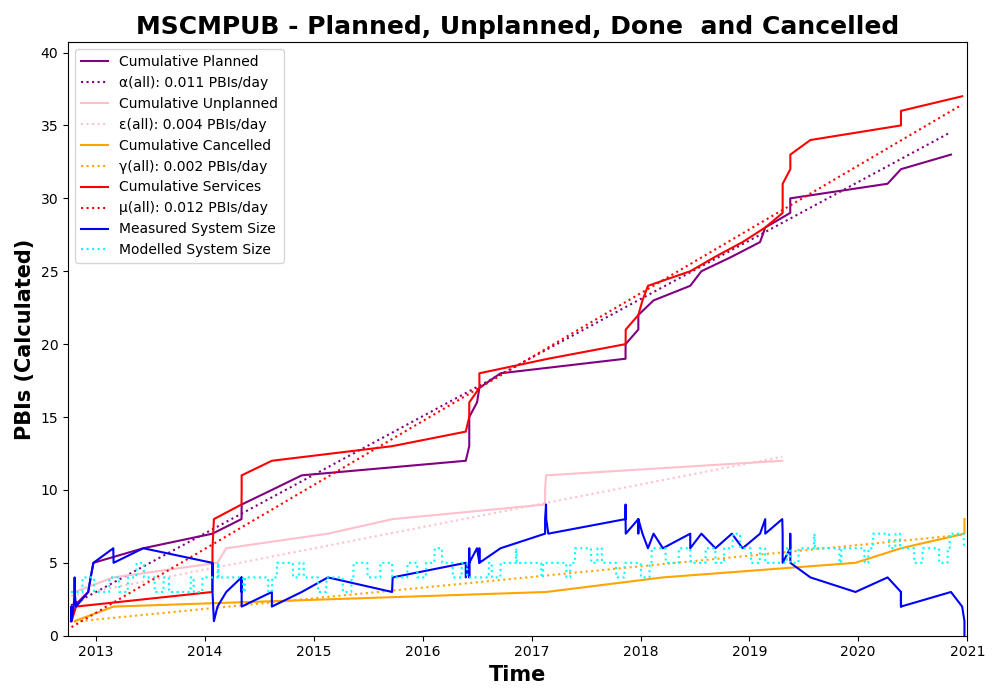 MSCMPUB - Planned, Unplanned, Done  and Cancelled
PBIs (Calculated)
40
35
30
25
20
15
10
5
0
Cumulative Planned
α(all): 0.011 PBIs/day
Cumulative Unplanned
ε(all): 0.004 PBIs/day
Cumulative Cancelled
γ(all): 0.002 PBIs/day
Cumulative Services
μ(all): 0.012 PBIs/day
Measured System Size
Modelled System Size
2013 2014 2015 2016 2017 2018 2019 2020 2021
Time